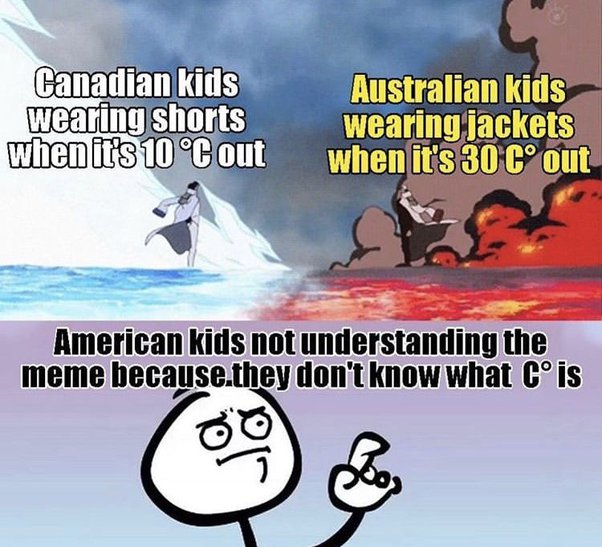 Canadian kids
wearing shorts
when it's 10 °C out
Australian kids
wearing jackets
when it's 30 C° out
American kids not understanding the
meme because.they don't know what C° is